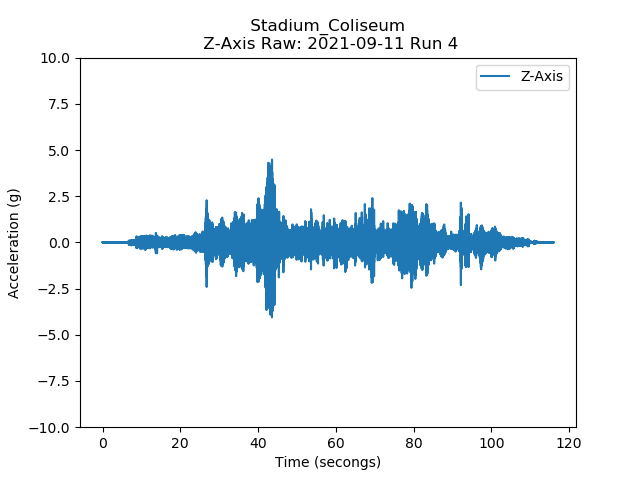 Stadium_Coliseum
Z-Axis Raw: 2021-09-11 Run 4
Z-Axis
Acceleration (g)
10.0
7.5
5.0
2.5
0.0
−2.5
−5.0
−7.5
−10.0
0 20 40 60 80 100 120
Time (secongs)